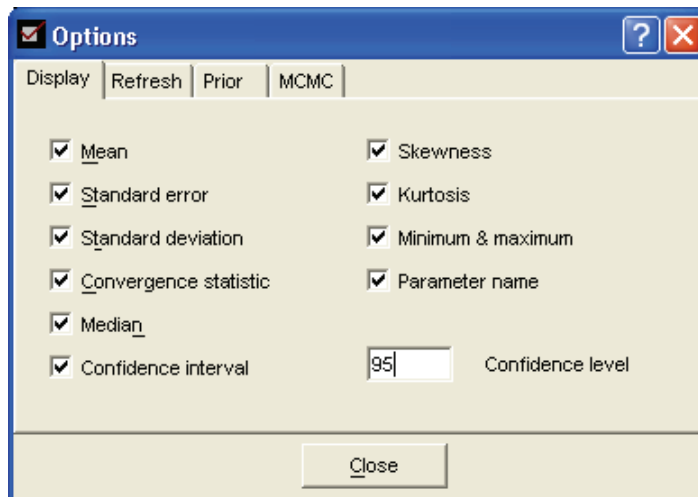 Options
Display Refresh Prior MCMC
Mean
Standard error
Standard deviation
Convergence statistic
Median
Confidence interval
Skewness
Kurtosis
Minimum & maximum
Parameter name
95 Confidence level
Close